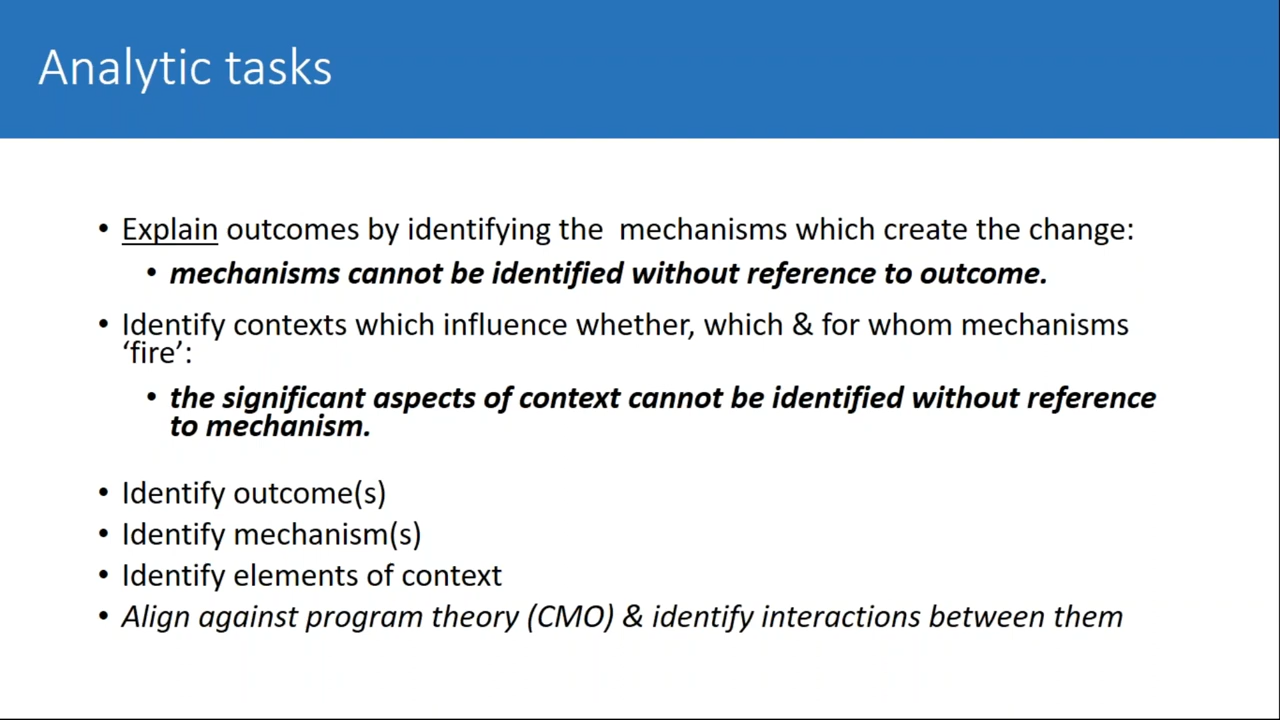 Analytic tasks
• Explain outcomes by identifying the  mechanisms which create the change:
• mechanisms cannot be identified without reference to outcome.
• Identify contexts which influence whether, which & for whom mechanisms
‘fire’:
• the significant aspects of context cannot be identified without reference
to mechanism.
• Identify outcome(s)
• Identify mechanism(s)
• Identify elements of context
• Align against program theory (CMO) & identify interactions between them